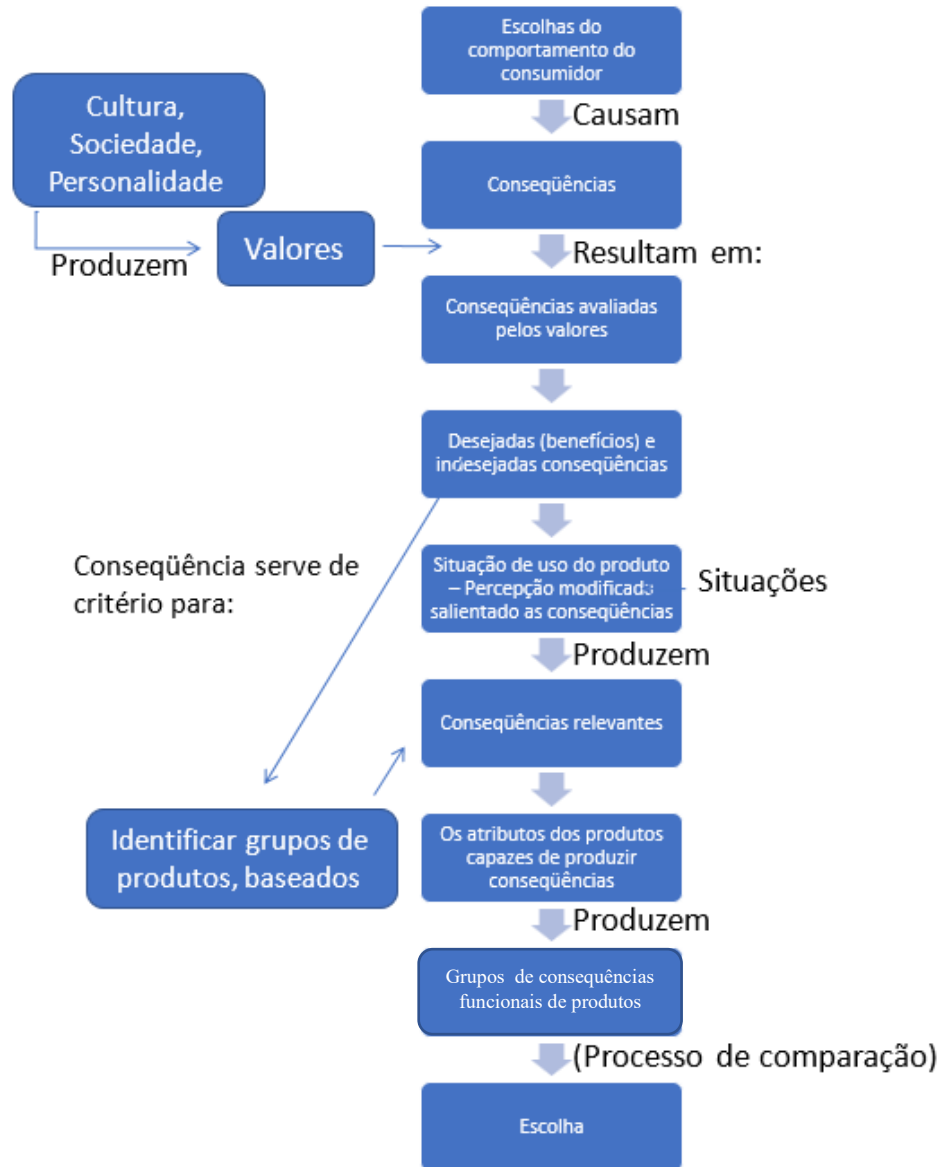 Escolhas do
comportamento do
consumidor
Causam
Cultura,
Sociedade,
Personalidade
Conseqüências
Produzem
Valores
Resultam em:
Conseqüências avaliadas
pelos valores
Desejadas (benefícios) e
indesejadas conseqüências
Conseqüência serve de
critério para:
Situação de uso do produto
– Percepção modificada
salientado as conseqüências
Situações
Produzem
Conseqüências relevantes
Identificar grupos de
produtos, baseados
Os atributos dos produtos
capazes de produzir
conseqüências
Produzem
Grupos de consequências
funcionais de produtos
(Processo de comparação)
Escolha